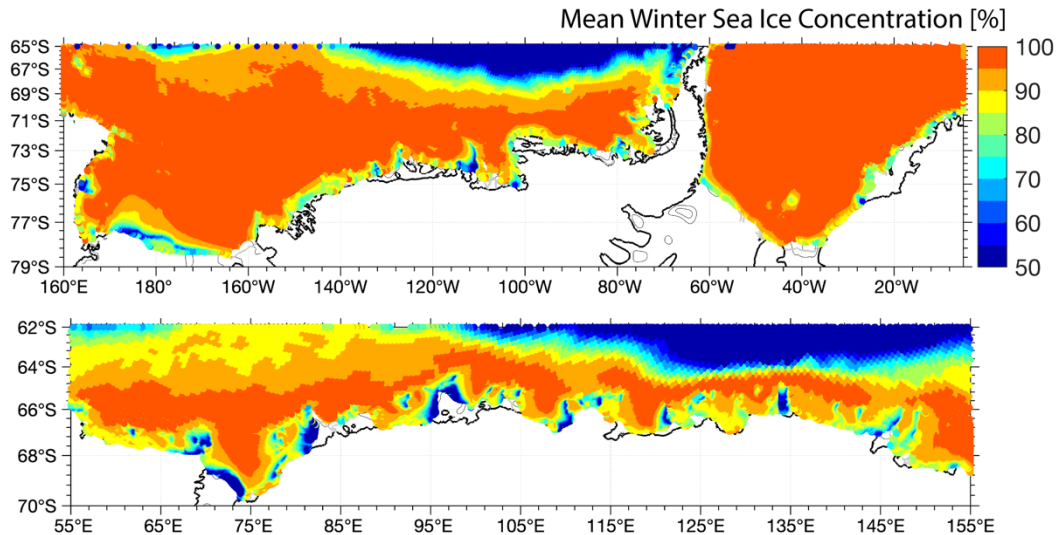 Mean Winter Sea Ice Concentration [%]
65°S
67°S
69°S
71°S
73°S
75°S
77°S
79°S
160°E 180°W 160°W 140°W 120°W 100°W 80°W 60°W 40°W 20°W
100
90
80
70
60
50
62°S
64°S
66°S
68°S
70°S
55°E 65°E 75°E 85°E 95°E 105°E 115°E 125°E 135°E 145°E 155°E